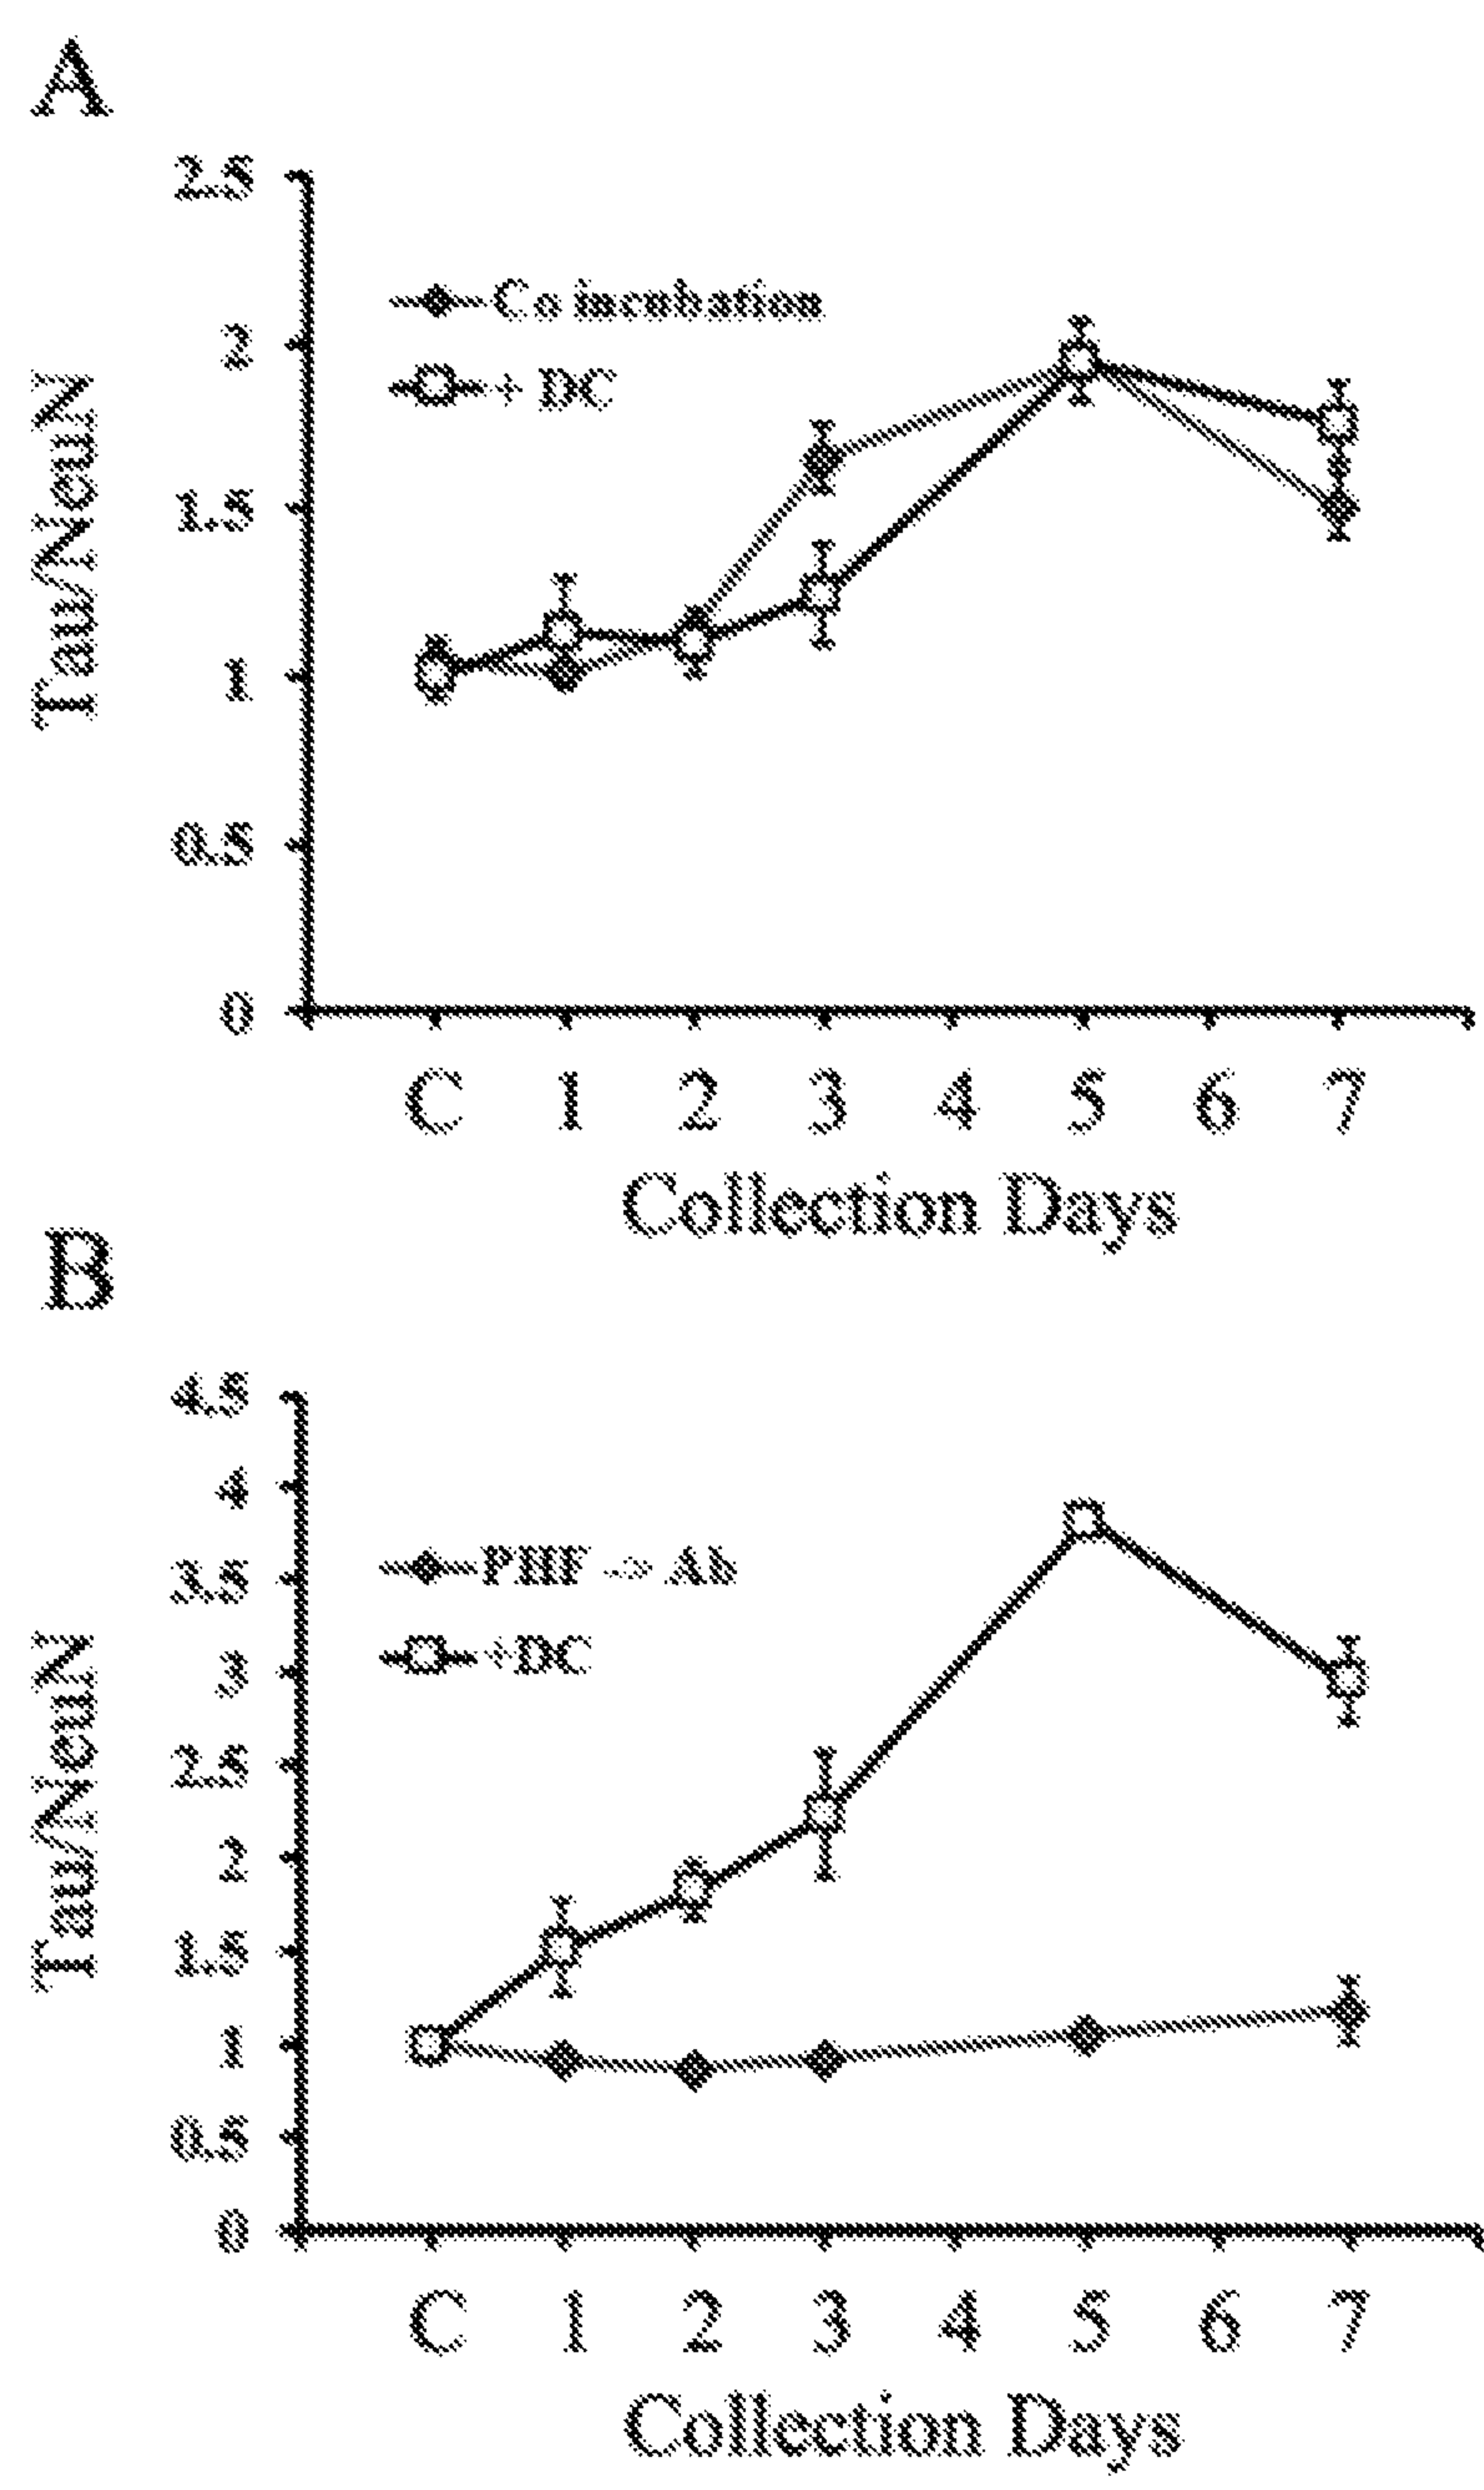 A
2.5
Co incubation
2
+ DC
1.5
1
0.5
0
Tau/NeuN
C 1 2 3 4 5 6 7
Collection Days
B
4.5
4
3.5
PHF -> Ab
3
+DC
2.5
2
1.5
1
0.5
0
Tau/NeuN
C 1 2 3 4 5 6 7
Collection Days